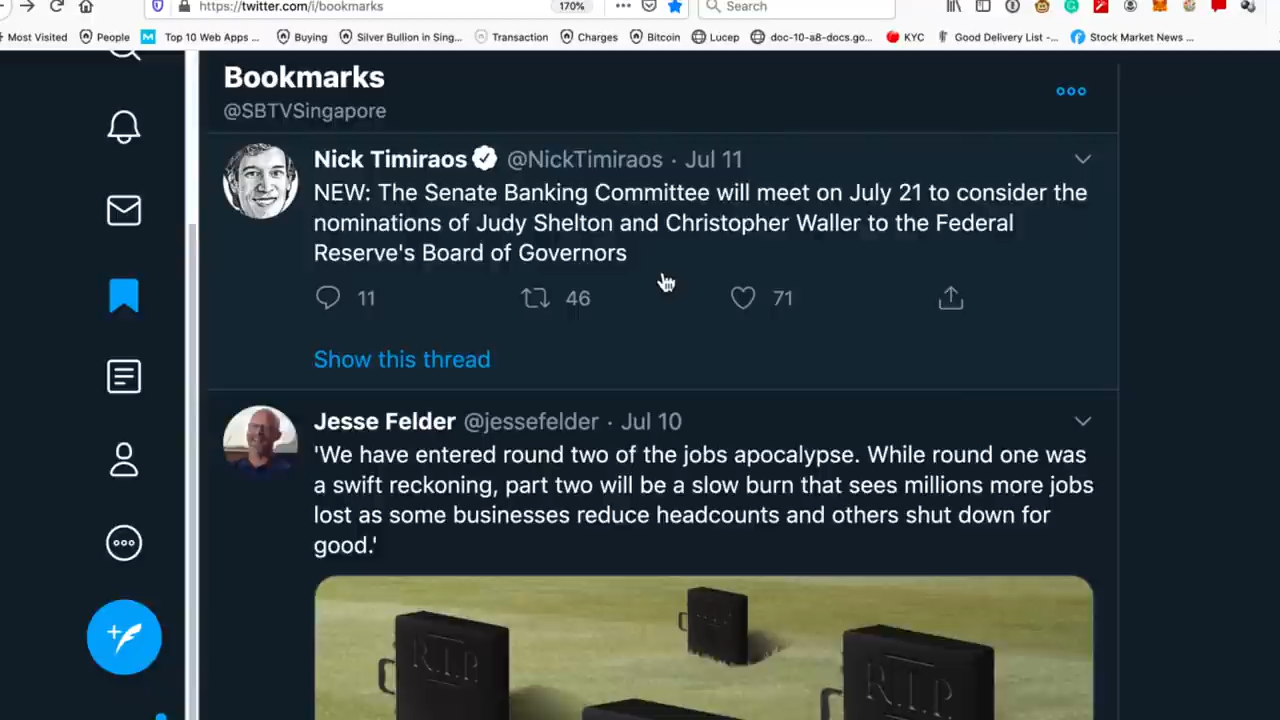 https://twitter.com/i/bookmarks
170%
Search
Most Visited
People
Top 10 Web Apps ...
Buying
Silver Bullion in Sing...
Transaction
Charges
Bitcoin
Lucep
doc-10-a8-docs.go...
KYC
Good Delivery List -...
Stock Market News ...
Bookmarks
@SBTVSingapore
Nick Timiraos @NickTimiraos · Jul 11
NEW: The Senate Banking Committee will meet on July 21 to consider the
nominations of Judy Shelton and Christopher Waller to the Federal
Reserve's Board of Governors
11
46
71
Show this thread
Jesse Felder @jessefelder · Jul 10
'We have entered round two of the jobs apocalypse. While round one was
a swift reckoning, part two will be a slow burn that sees millions more jobs
lost as some businesses reduce headcounts and others shut down for
good.'
R.I.P.
R.I.P.